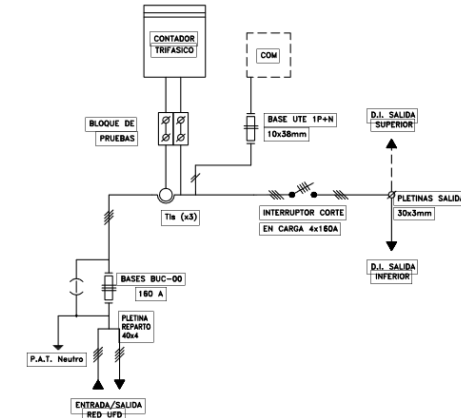 CONTADOR
TRIFASICO
COM
BLOQUE DE
PRUEBAS
BASE UTE 1P+N
10x38mm
D.I. SALIDA
SUPERIOR
TIs (x3)
INTERRUPTOR CORTE
EN CARGA 4x160A
PLETINAS SALIDA
30x3mm
BASES BUC-00
160 A
D.I. SALIDA
INFERIOR
PLETINA
REPARTO
40x4
P.A.T. Neutro
ENTRADA/SALIDA
RED UFD